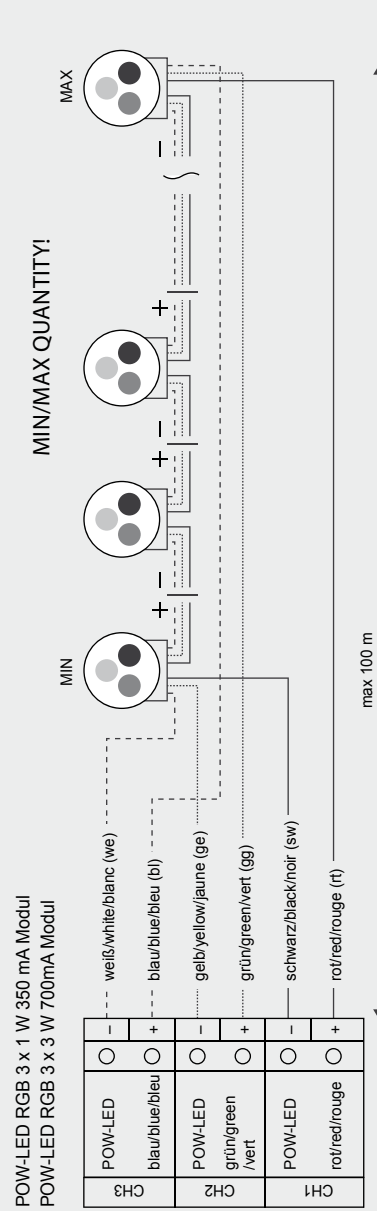 POW-LED RGB 3 x 1 W 350 mA Modul
POW-LED RGB 3 x 3 W 700mA Modul
MIN/MAX QUANTITY!
MIN
MAX
+
–
+
–
+
–
CH3
POW-LED
blau/blue/bleu
–
weiß/white/blanc (we)
+
blau/blue/bleu (bl)
CH2
POW-LED
grün/green
/vert
–
gelb/yellow/jaune (ge)
+
grün/green/vert (gg)
CH1
POW-LED
rot/red/rouge
–
schwarz/black/noir (sw)
+
rot/red/rouge (rt)
max 100 m